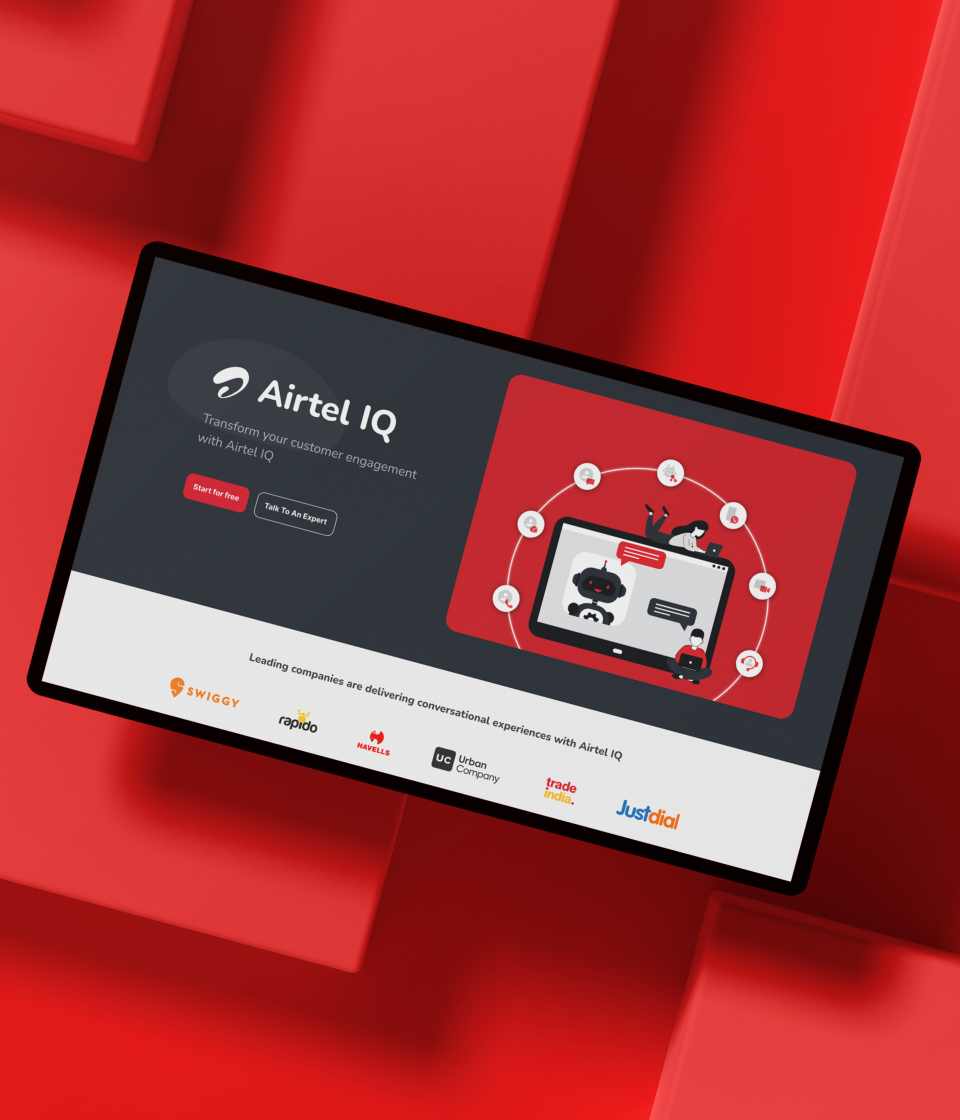 Airtel IQ
Transform your customer engagement
with Airtel IQ
Start for free
Talk To An Expert
Leading companies are delivering conversational experiences with Airtel IQ
SWIGGY
rapido
HAVELLS
UC Urban
Company
trade
india.
Justdial